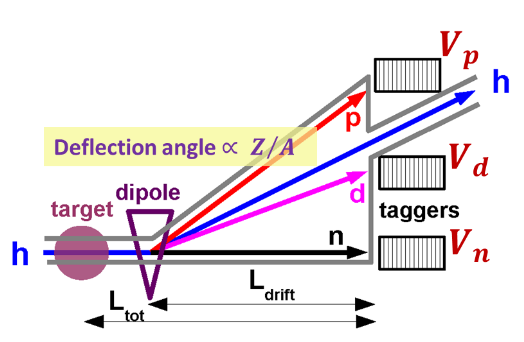 V_p
h
p
Deflection angle ∝ Z/A
dipole
V_d
d
target
taggers
n
V_n
h
L_drift
L_tot